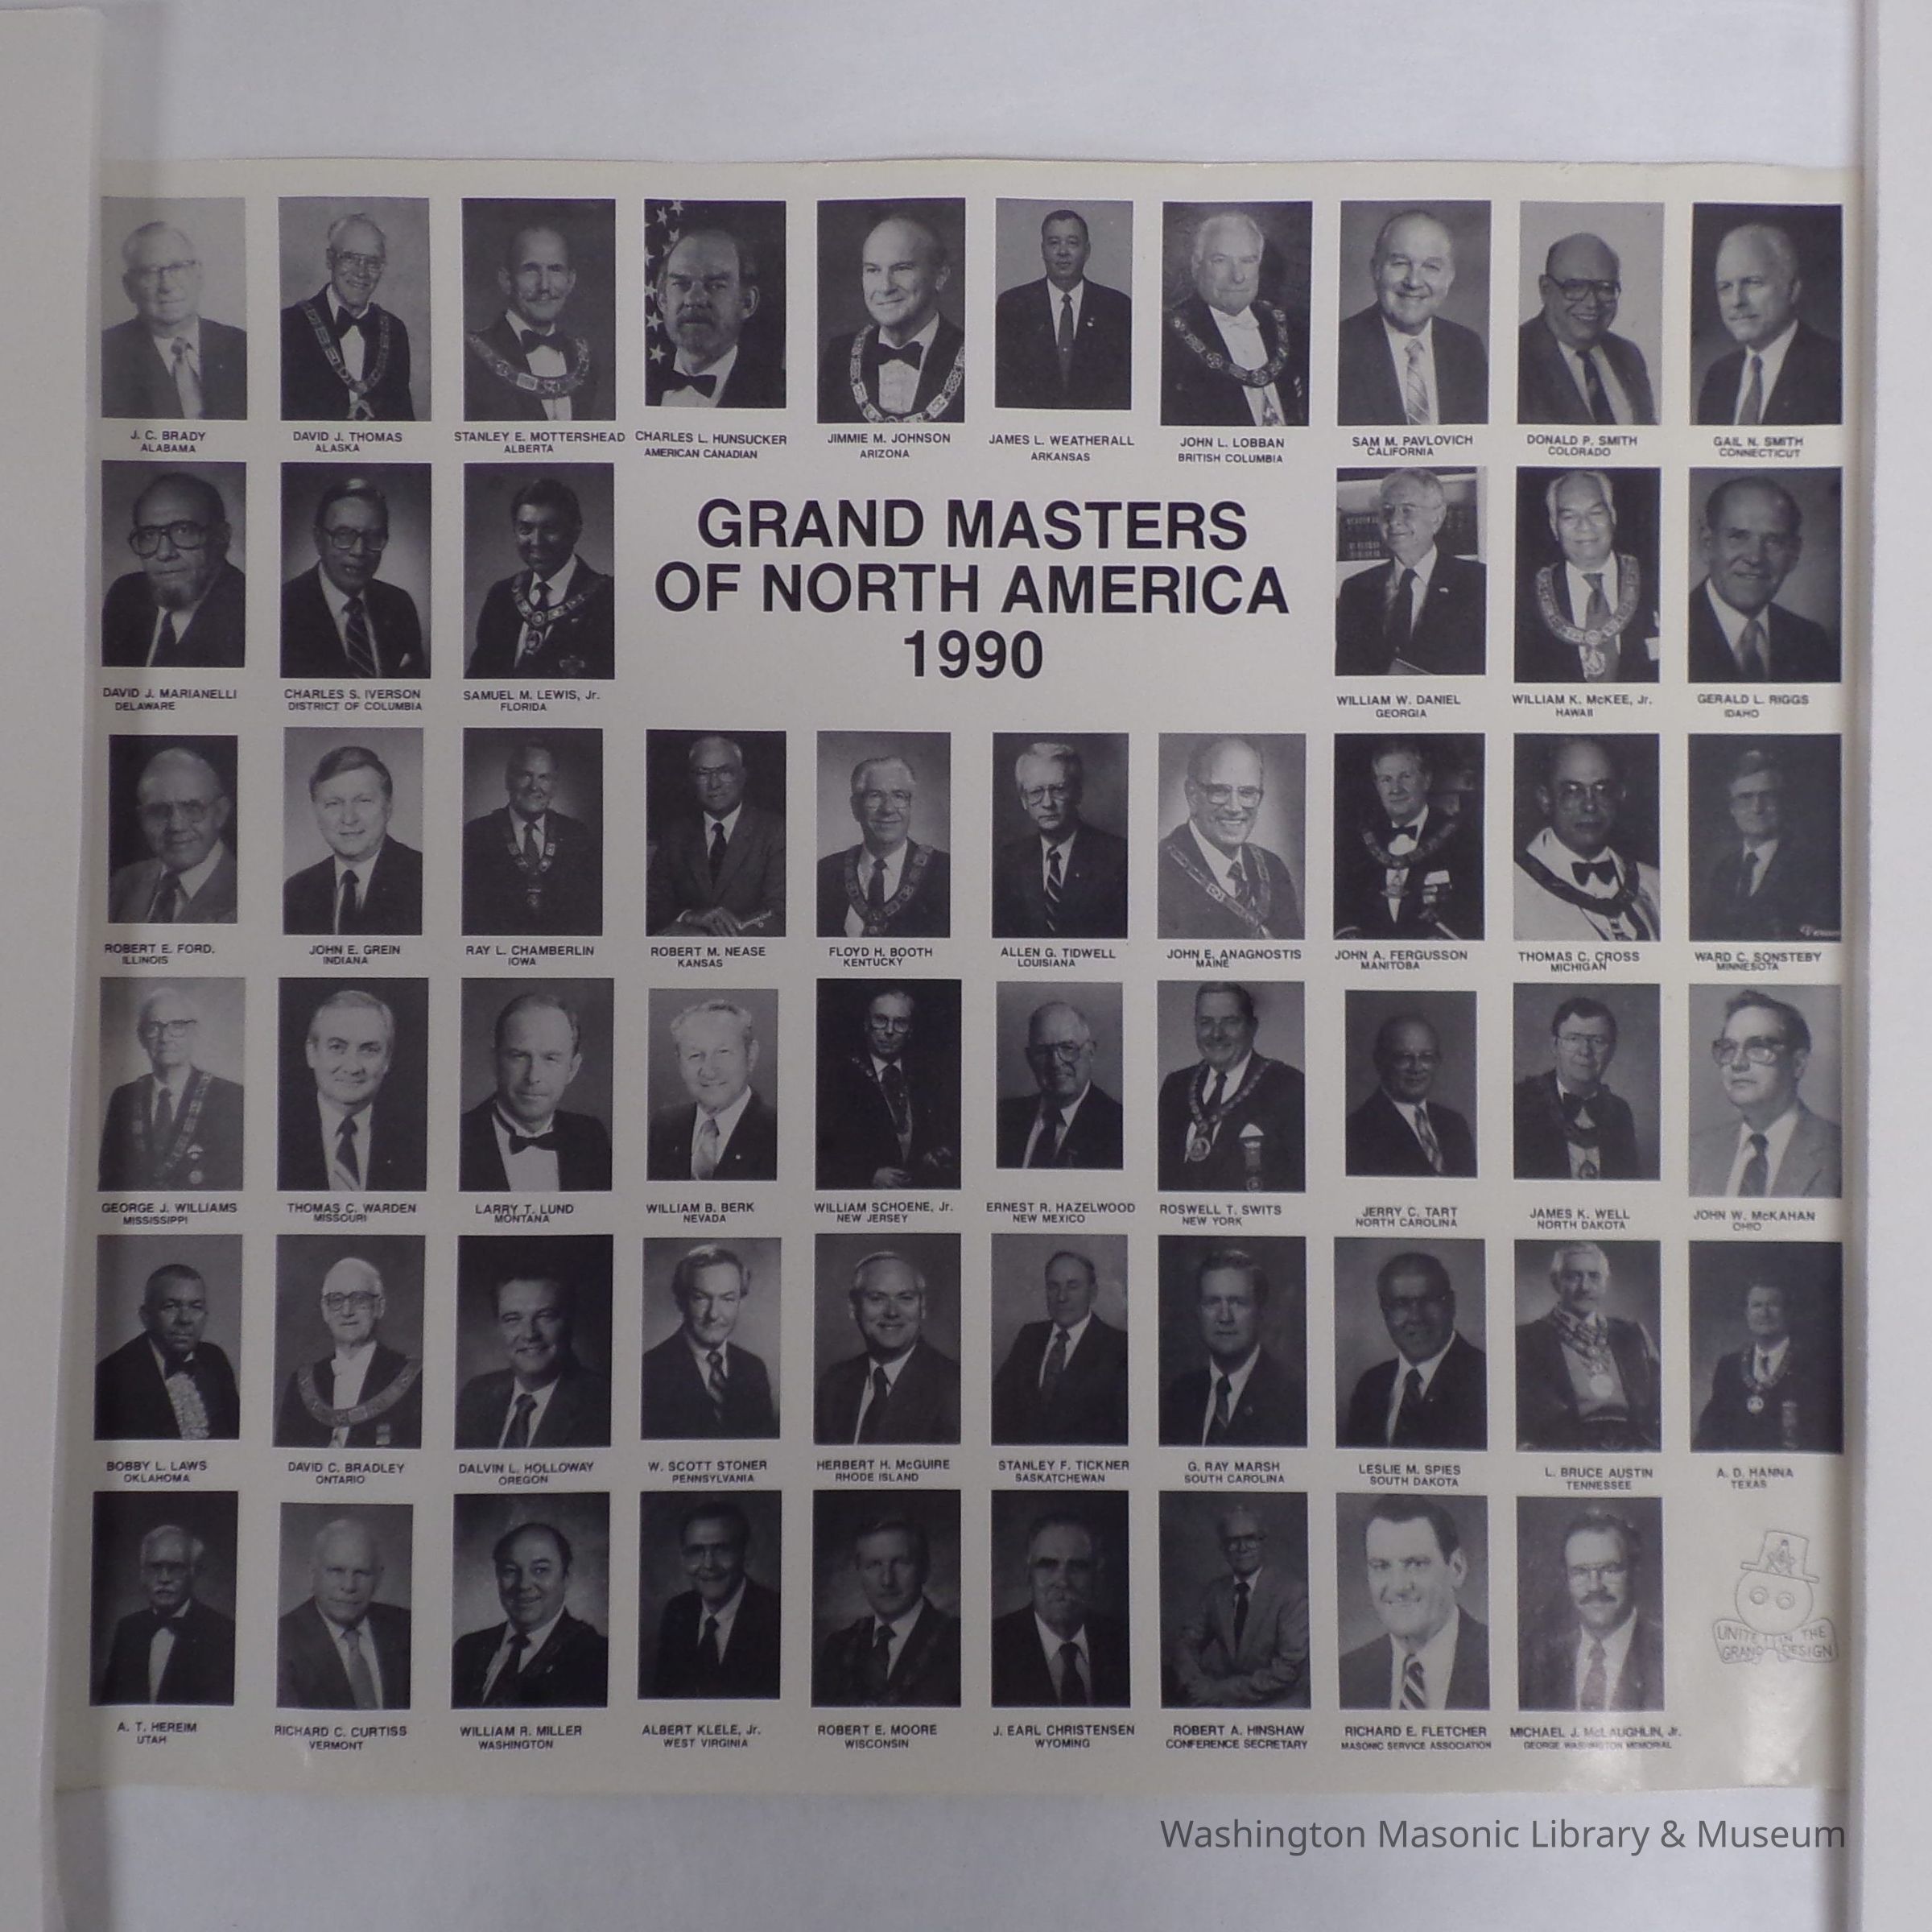 J. C. BRADY
ALABAMA
DAVID J. THOMAS
ALASKA
STANLEY E. MOTTERSHEAD
ALBERTA
CHARLES L. HUNSUCKER
AMERICAN CANADIAN
JIMMIE M. JOHNSON
ARIZONA
JAMES L. WEATHERALL
ARKANSAS
JOHN L. LOBBAN
BRITISH COLUMBIA
SAM M. PAVLOVICH
CALIFORNIA
DONALD P. SMITH
COLORADO
GAIL N. SMITH
CONNECTICUT
GRAND MASTERS
OF NORTH AMERICA
1990
DAVID J. MARIANELLI
DELAWARE
CHARLES S. IVERSON
DISTRICT OF COLUMBIA
SAMUEL M. LEWIS, Jr.
FLORIDA
WILLIAM W. DANIEL
GEORGIA
WILLIAM K. McKEE, Jr.
HAWAII
GERALD L. RIGGS
IDAHO
ROBERT E. FORD.
ILLINOIS
JOHN E. GREIN
INDIANA
RAY L. CHAMBERLIN
IOWA
ROBERT M. NEASE
KANSAS
FLOYD H. BOOTH
KENTUCKY
ALLEN G. TIDWELL
LOUISIANA
JOHN E. ANAGNOSTIS
MAINE
JOHN A. FERGUSSON
MANITOBA
THOMAS C. CROSS
MICHIGAN
WARD C. SONSTEBY
MINNESOTA
GEORGE J. WILLIAMS
MISSISSIPPI
THOMAS C. WARDEN
MISSOURI
LARRY T. LUND
MONTANA
WILLIAM B. BERK
NEVADA
WILLIAM SCHOENE, Jr.
NEW JERSEY
ERNEST R. HAZELWOOD
NEW MEXICO
ROSWELL T. SWITS
NEW YORK
JERRY C. TART
NORTH CAROLINA
JAMES K. WELL
NORTH DAKOTA
JOHN W. McKAHAN
OHIO
BOBBY L. LAWS
OKLAHOMA
DAVID C. BRADLEY
ONTARIO
DALVIN L. HOLLOWAY
OREGON
W. SCOTT STONER
PENNSYLVANIA
HERBERT H. McGUIRE
RHODE ISLAND
STANLEY F. TICKNER
SASKATCHEWAN
G. RAY MARSH
SOUTH CAROLINA
LESLIE M. SPIES
SOUTH DAKOTA
L. BRUCE AUSTIN
TENNESSEE
A. D. HANNA
TEXAS
A. T. HEREIM
UTAH
RICHARD C. CURTISS
VERMONT
WILLIAM R. MILLER
WASHINGTON
ALBERT KLELE, Jr.
WEST VIRGINIA
ROBERT E. MOORE
WISCONSIN
J. EARL CHRISTENSEN
WYOMING
ROBERT A. HINSHAW
CONFERENCE SECRETARY
RICHARD E. FLETCHER
MASONIC SERVICE ASSOCIATION
MICHAEL J. McLAUGHLIN, Jr.
GEORGE WASHINGTON MEMORIAL
UNITE IN THE
GRAND DESIGN
Washington Masonic Library & Museum